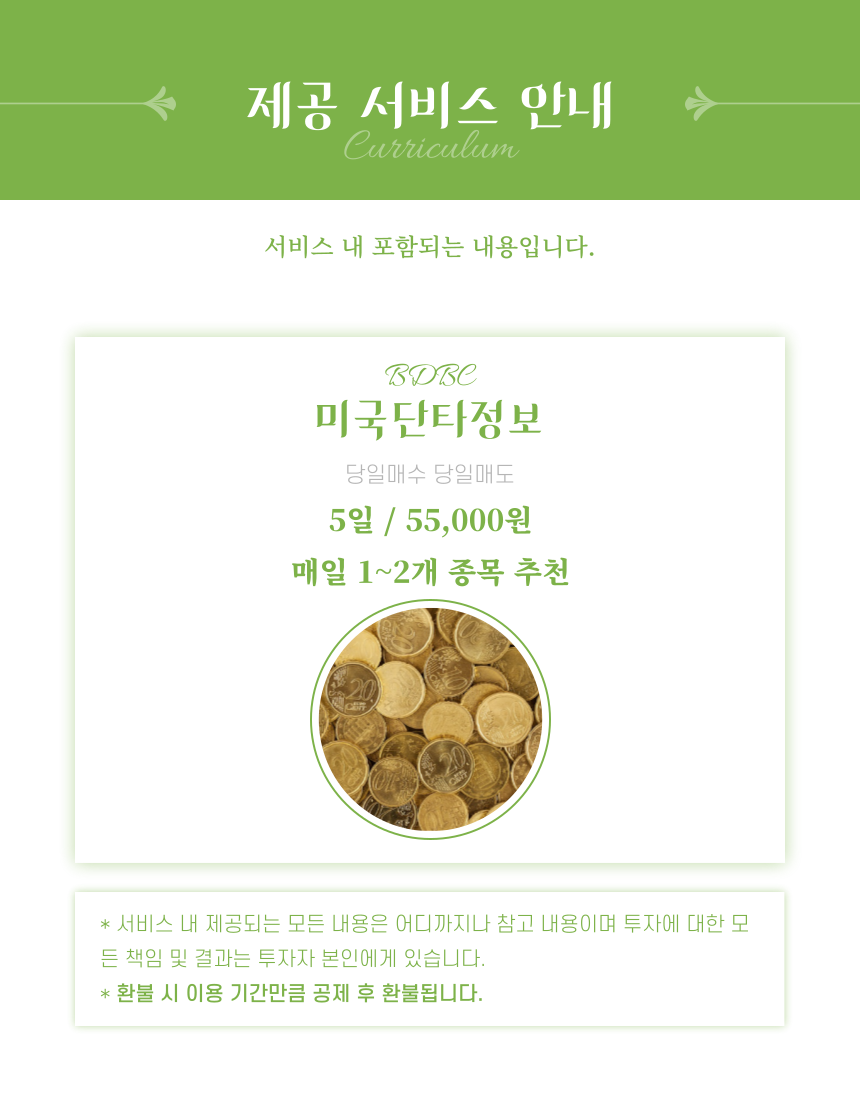 제공 서비스 안내
Curriculum
서비스 내 포함되는 내용입니다.
BDBC
미국단타정보
당일매수 당일매도
5일 / 55,000원
매일 1~2개 종목 추천
* 서비스 내 제공되는 모든 내용은 어디까지나 참고 내용이며 투자에 대한 모
든 책임 및 결과는 투자자 본인에게 있습니다.
* 환불 시 이용 기간만큼 공제 후 환불됩니다.